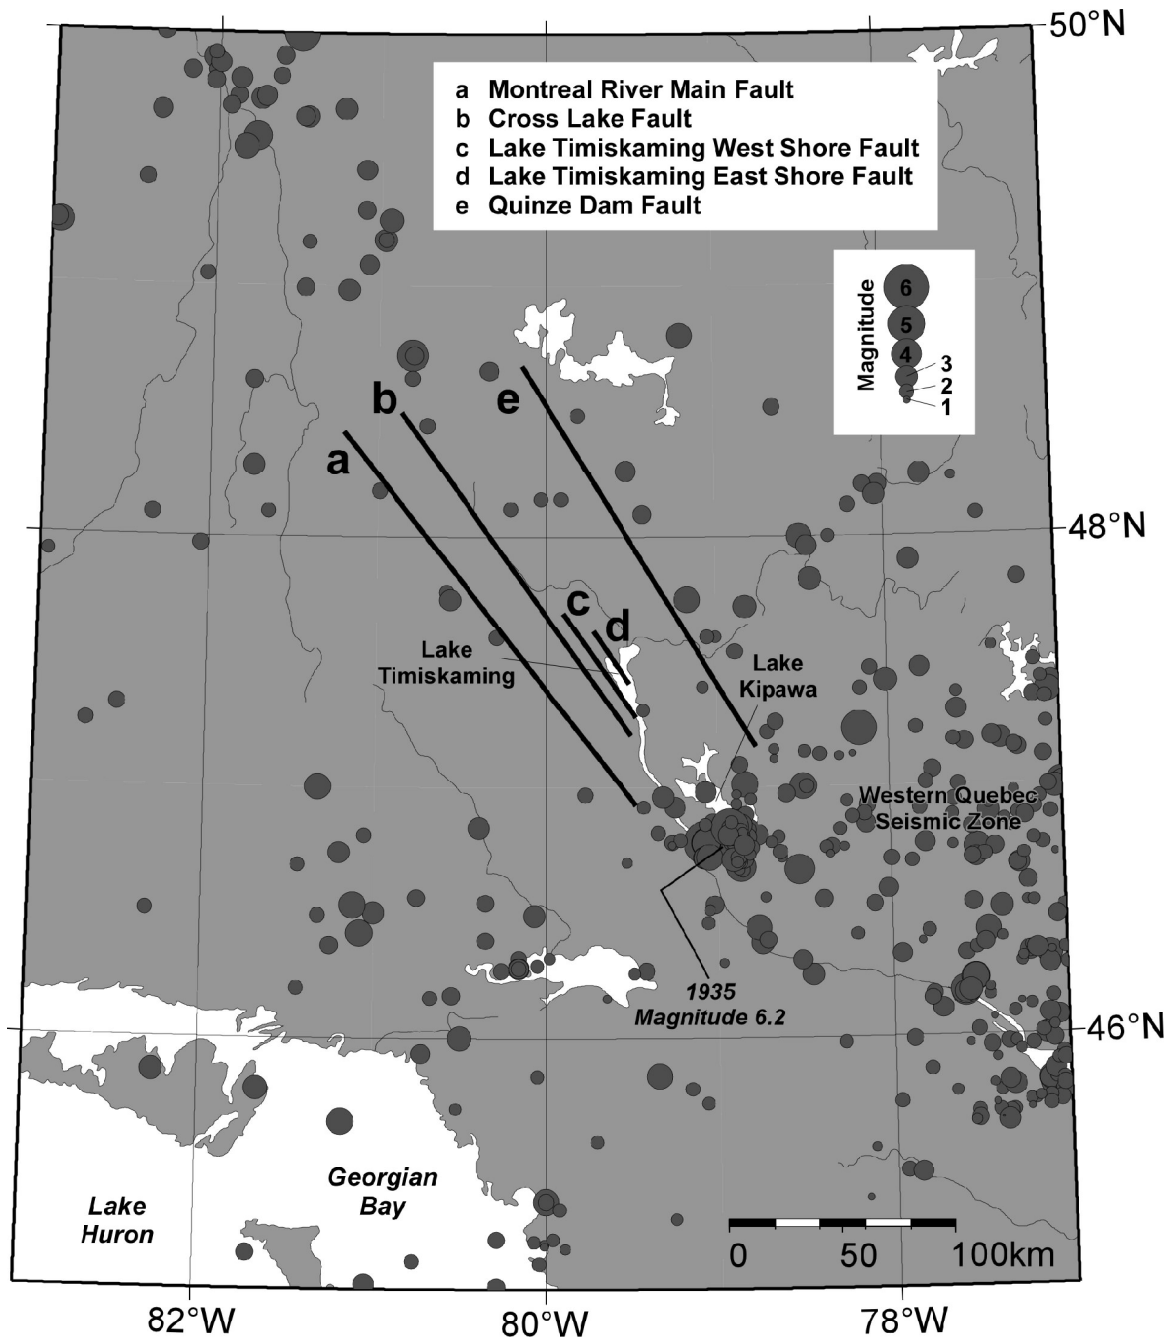 50°N
a Montreal River Main Fault
b Cross Lake Fault
c Lake Timiskaming West Shore Fault
d Lake Timiskaming East Shore Fault
e Quinze Dam Fault
Magnitude
6
5
4
3
2
1
b
e
a
48°N
c
d
Lake
Timiskaming
Lake
Kipawa
Western Quebec
Seismic Zone
1935
Magnitude 6.2
46°N
Georgian
Bay
Lake
Huron
0 50 100km
82°W 80°W 78°W